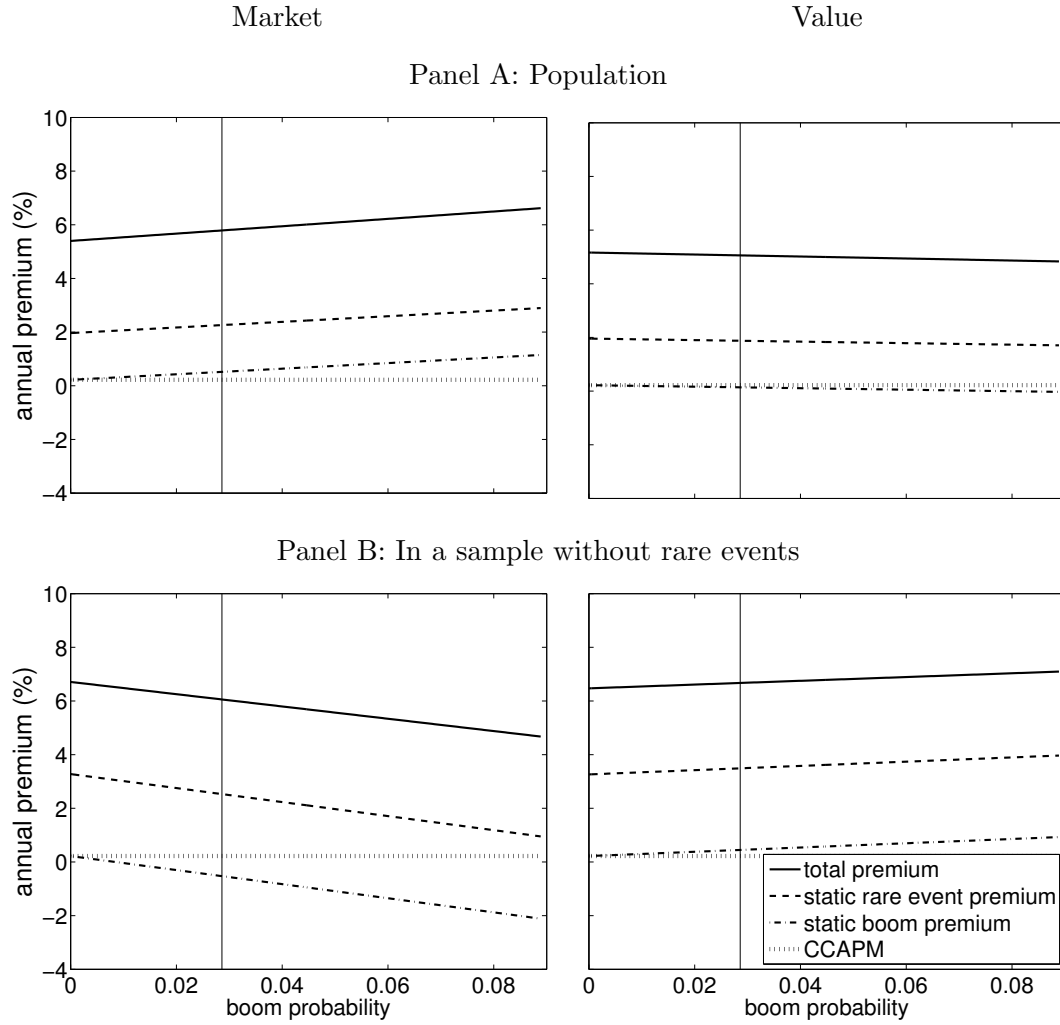 Market
Value
Panel A: Population
annual premium (%)
10
8
6
4
2
0
−2
−4
Panel B: In a sample without rare events
annual premium (%)
10
8
6
4
2
0
−2
−4
0
0.02
0.04
0.06
0.08
boom probability
total premium
static rare event premium
static boom premium
CCAPM
0
0.02
0.04
0.06
0.08
boom probability